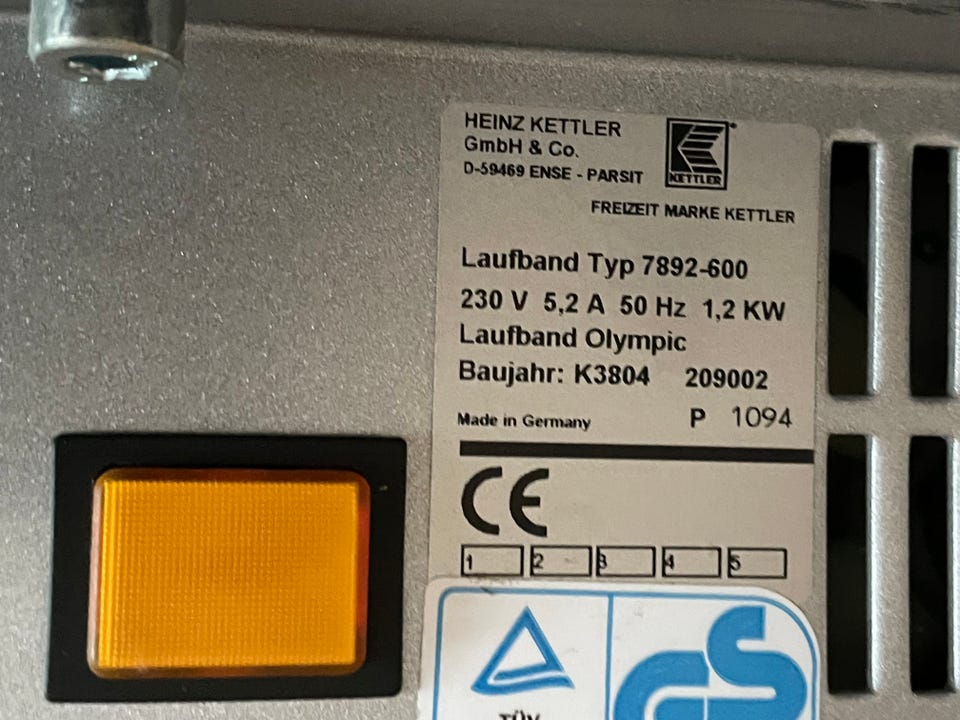 HEINZ KETTLER
GmbH & Co.
D-59469 ENSE - PARSIT
KETTLER
FREIZEIT MARKE KETTLER
Laufband Typ 7892-600
230 V 5,2 A 50 Hz 1,2 KW
Laufband Olympic
Baujahr: K3804 209002
Made in Germany P 1094
CE
1 2 3 4 5
TÜV GS